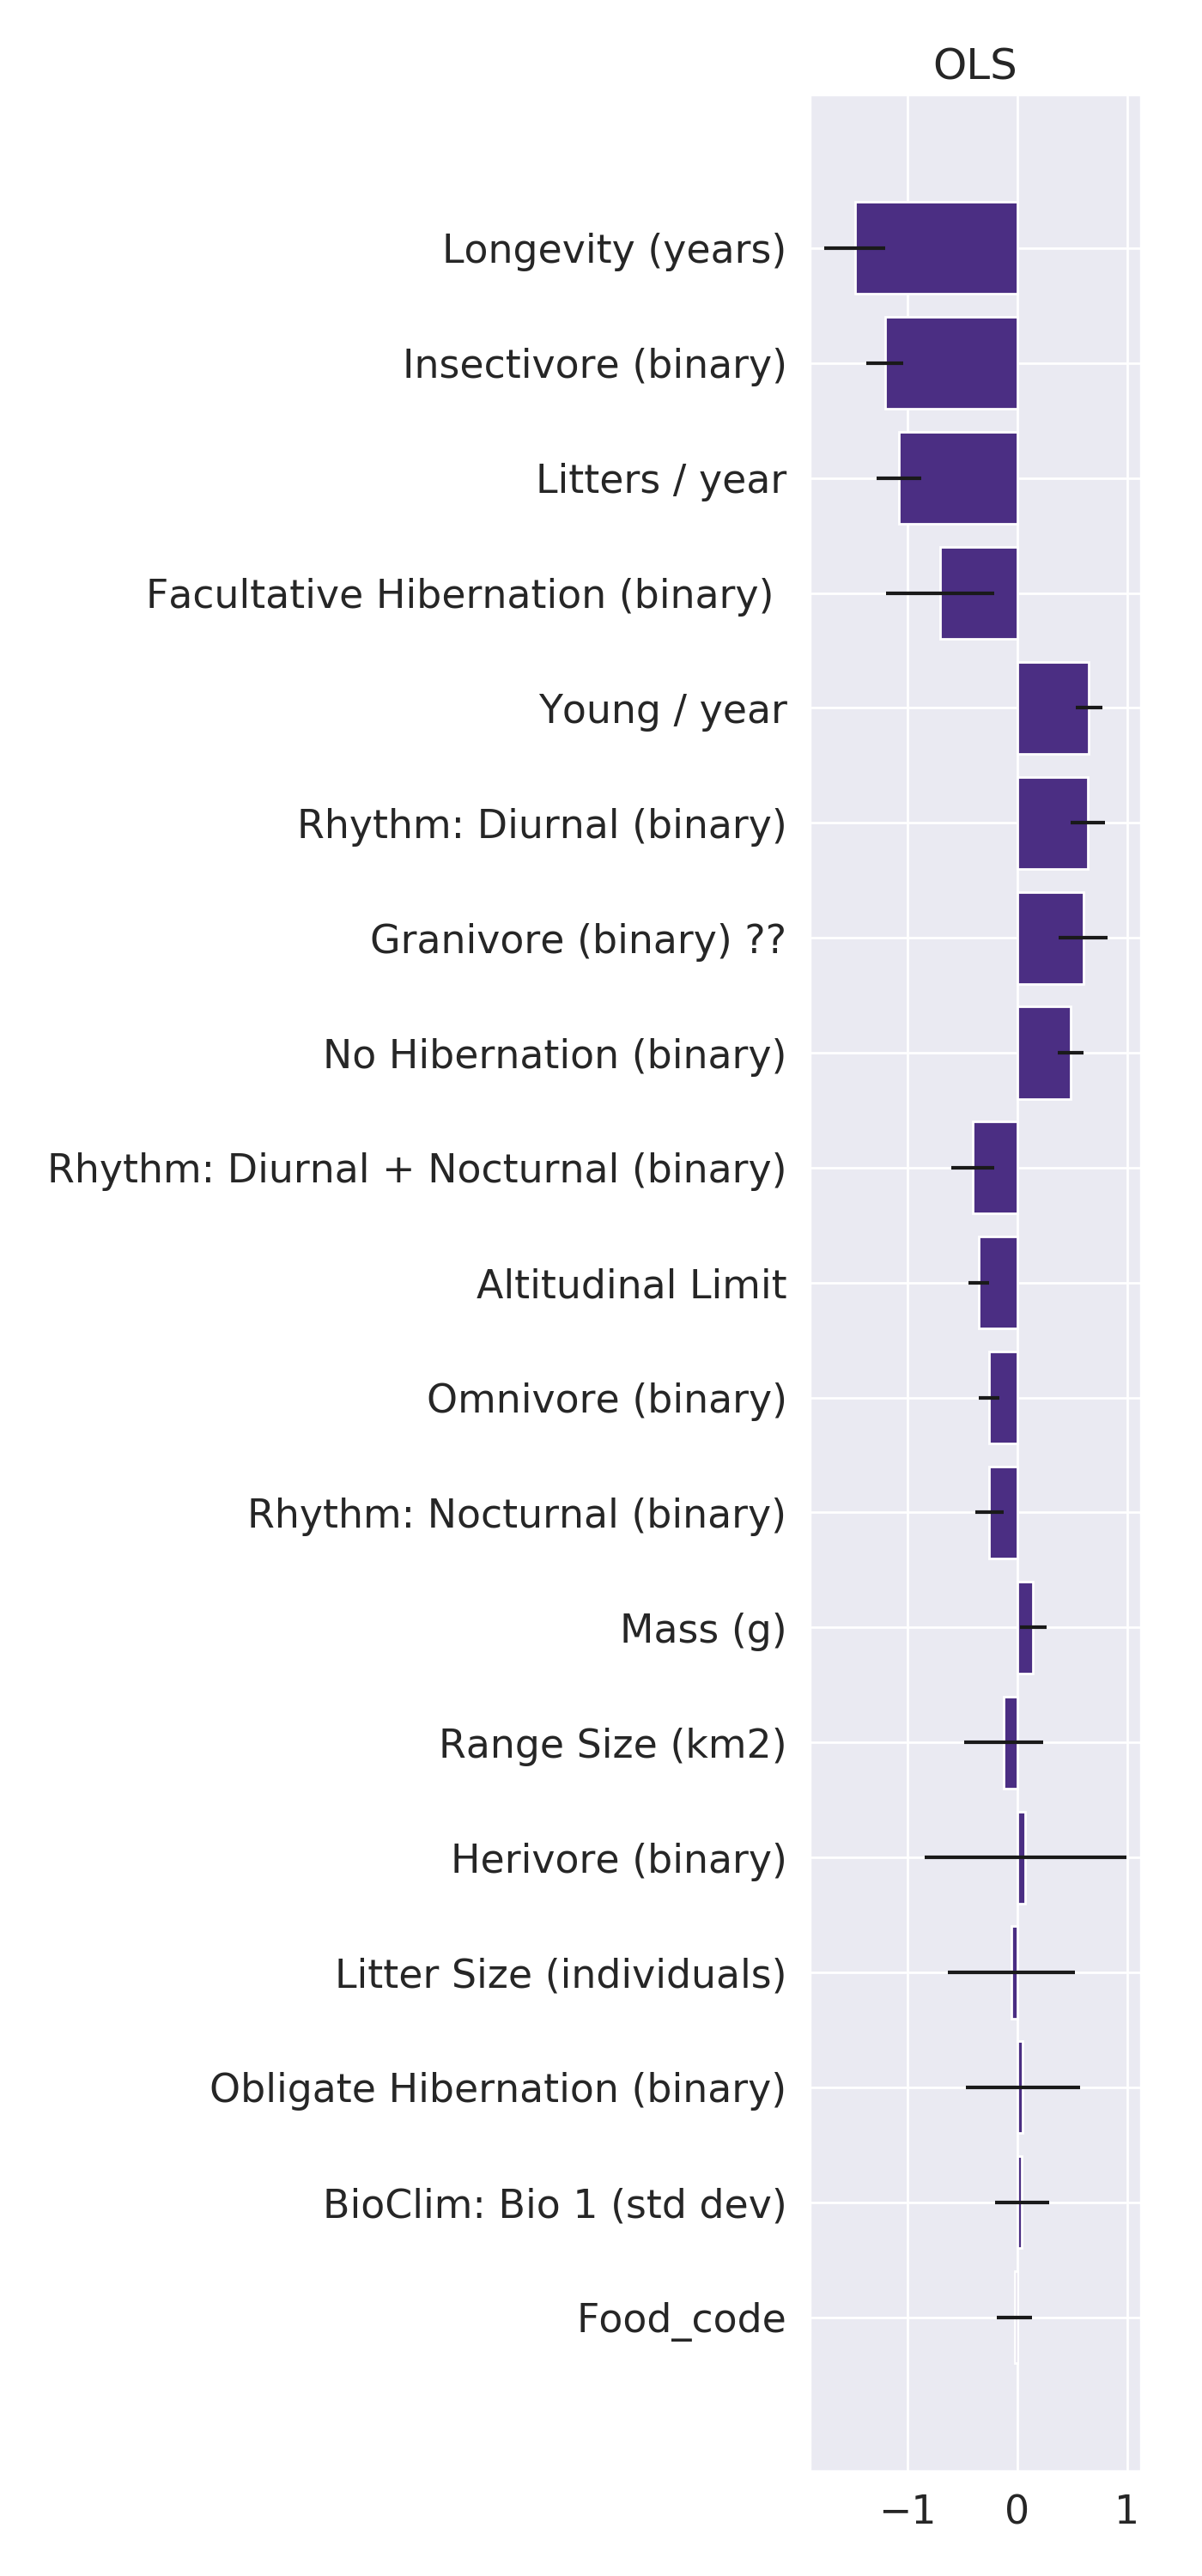 OLS
Longevity (years)
Insectivore (binary)
Litters / year
Facultative Hibernation (binary)
Young / year
Rhythm: Diurnal (binary)
Granivore (binary) ??
No Hibernation (binary)
Rhythm: Diurnal + Nocturnal (binary)
Altitudinal Limit
Omnivore (binary)
Rhythm: Nocturnal (binary)
Mass (g)
Range Size (km2)
Herivore (binary)
Litter Size (individuals)
Obligate Hibernation (binary)
BioClim: Bio 1 (std dev)
Food_code
−1 0 1